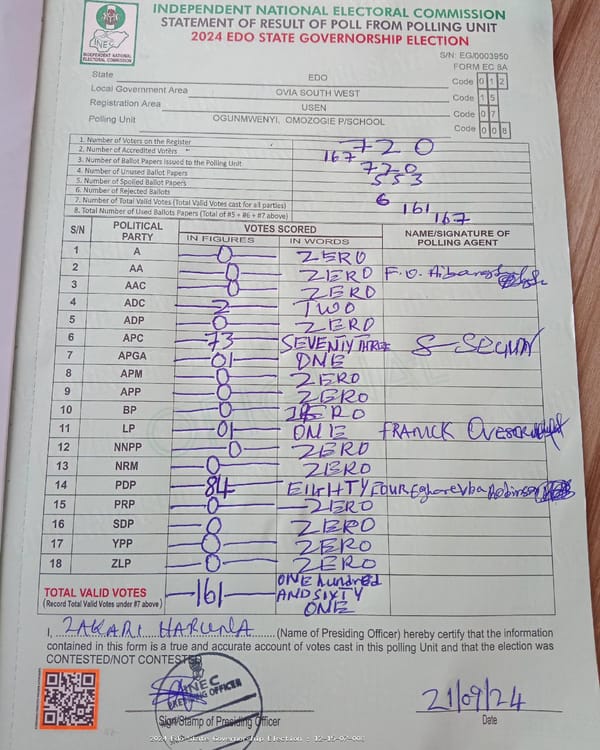 INDEPENDENT NATIONAL ELECTORAL COMMISSION
STATEMENT OF RESULT OF POLL FROM POLLING UNIT
2024 EDO STATE GOVERNORSHIP ELECTION
INEC
INDEPENDENT NATIONAL ELECTORAL COMMISSION
S/N: EG/0003950
FORM EC 8A
State EDO Code 0 1 2
Local Government Area OVIA SOUTH WEST Code 1 5
Registration Area USEN Code 0 7
Polling Unit OGUNMWENYI, OMOZOGIE P/SCHOOL Code 0 0 8
1. Number of Voters on the Register 720
2. Number of Accredited Voters 167
3. Number of Ballot Papers issued to the Polling Unit 720
4. Number of Unused Ballot Papers 553
5. Number of Spoiled Ballot Papers
6. Number of Rejected Ballots 6
7. Number of Total Valid Votes (Total Valid Votes cast for all parties) 161
8. Total Number of Used Ballots Papers (Total of #5 + #6 + #7 above) 167
S/N POLITICAL PARTY VOTES SCORED NAME/SIGNATURE OF POLLING AGENT
IN FIGURES IN WORDS
1 A 0 ZERO
2 AA 0 ZERO F.O.
3 AAC 0 ZERO
4 ADC 2 TWO
5 ADP 0 ZERO
6 APC 73 SEVENTY THREE
7 APGA 01 ONE
8 APM 0 ZERO
9 APP 0 ZERO
10 BP 0 ZERO
11 LP 01 ONE
12 NNPP 0 ZERO
13 NRM 0 ZERO
14 PDP 84 EIGHTY FOUR
15 PRP 0 ZERO
16 SDP 0 ZERO
17 YPP 0 ZERO
18 ZLP 0 ZERO
TOTAL VALID VOTES 161 ONE hundred AND SIXTY ONE
(Record Total Valid Votes under #7 above)
I, ZAKARI HARUNA (Name of Presiding Officer) hereby certify that the information
contained in this form is a true and accurate account of votes cast in this polling Unit and that the election was
CONTESTED/NOT CONTESTED
INEC
PRESIDING OFFICER
21/09/24
Sign/Stamp of Presiding Officer Date
2024 Edo State Governorship Election : 12-15-07-008